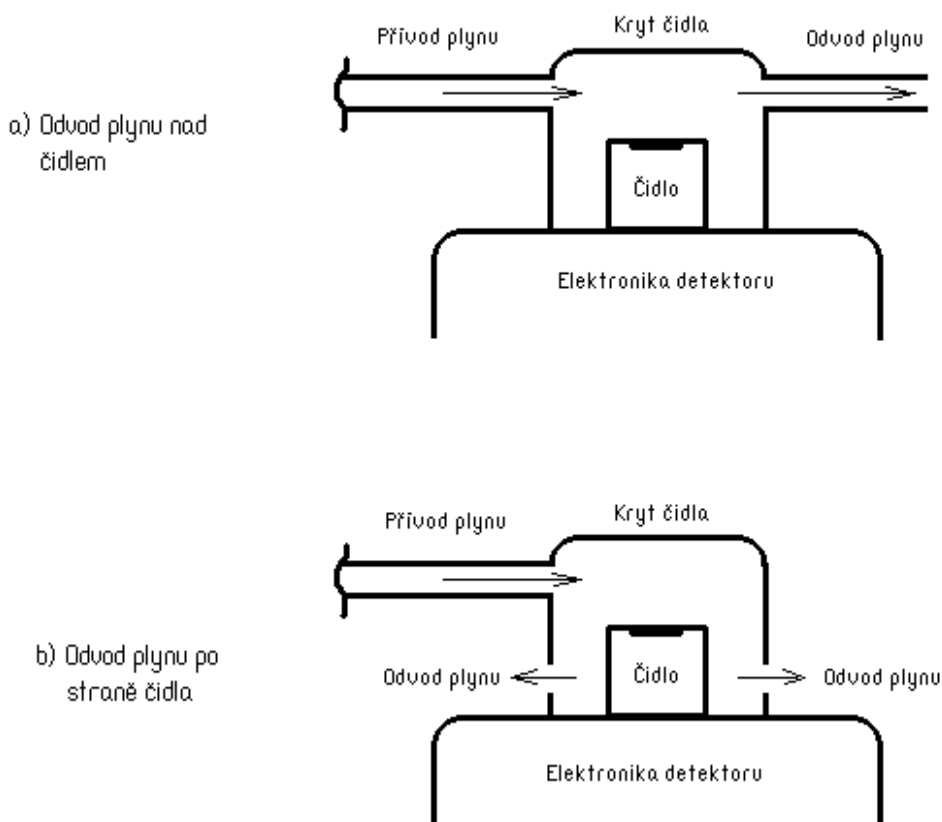 Přívod plynu
Kryt čidla
Odvod plynu
a) Odvod plynu nad
čidlem
Čidlo
Elektronika detektoru
Přívod plynu
Kryt čidla
b) Odvod plynu po
straně čidla
Odvod plynu
Čidlo
Odvod plynu
Elektronika detektoru